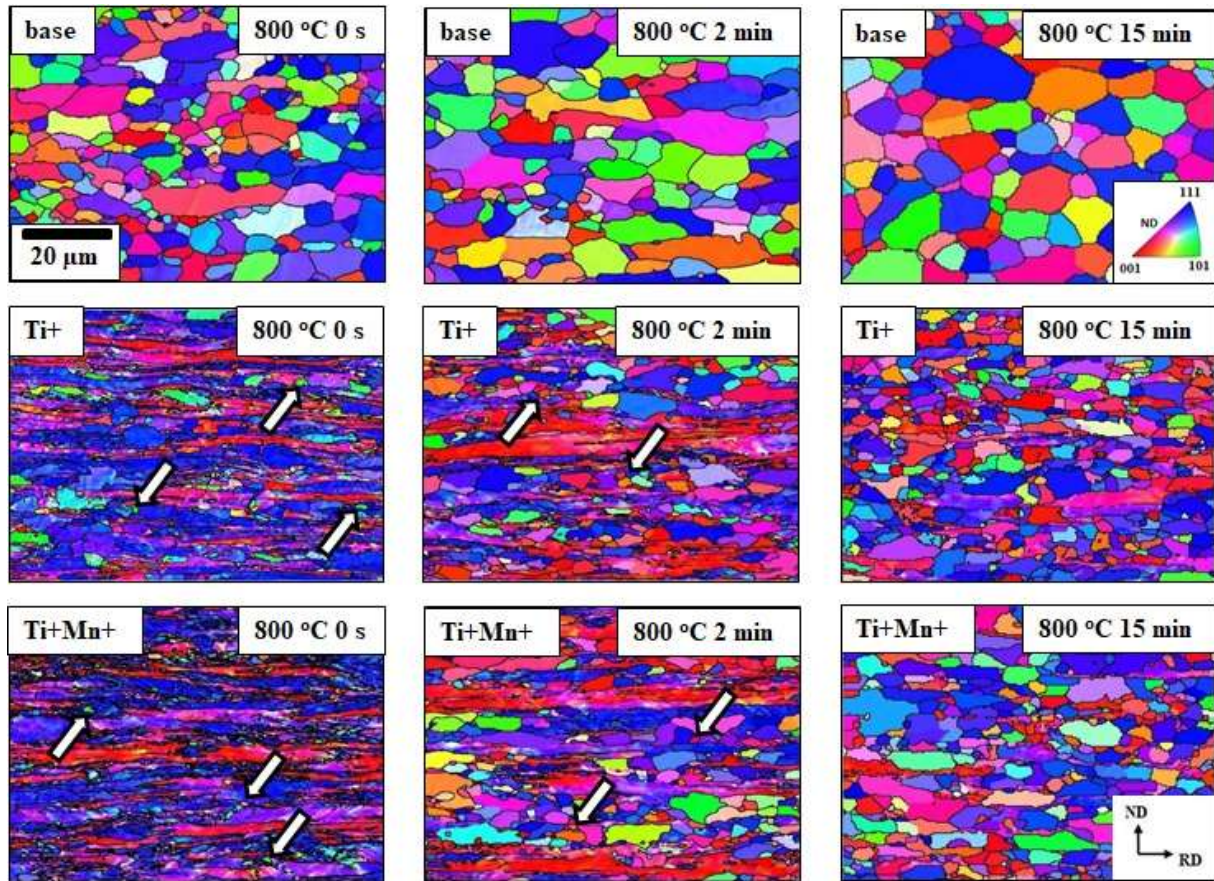 base 800 °C 0 s
base 800 °C 2 min
base 800 °C 15 min
20 µm
111
ND
001 101
Ti+ 800 °C 0 s
Ti+ 800 °C 2 min
Ti+ 800 °C 15 min
Ti+Mn+ 800 °C 0 s
Ti+Mn+ 800 °C 2 min
Ti+Mn+ 800 °C 15 min
ND
RD